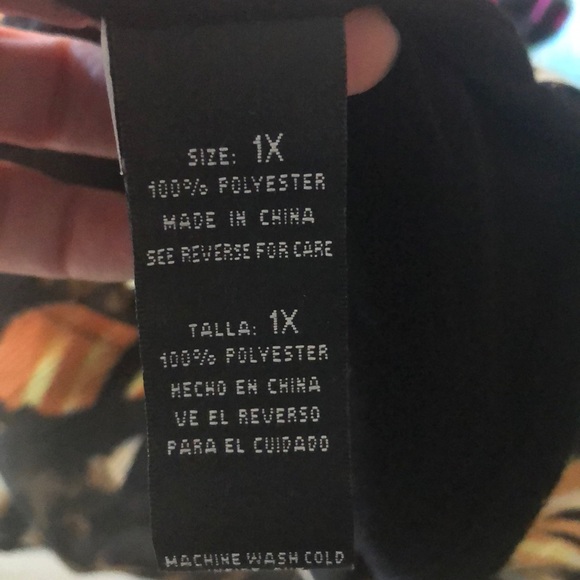 SIZE: 1X
100% POLYESTER
MADE IN CHINA
SEE REVERSE FOR CARE
TALLA: 1X
100% POLYESTER
HECHO EN CHINA
VE EL REVERSO
PARA EL CUIDADO
MACHINE WASH COLD